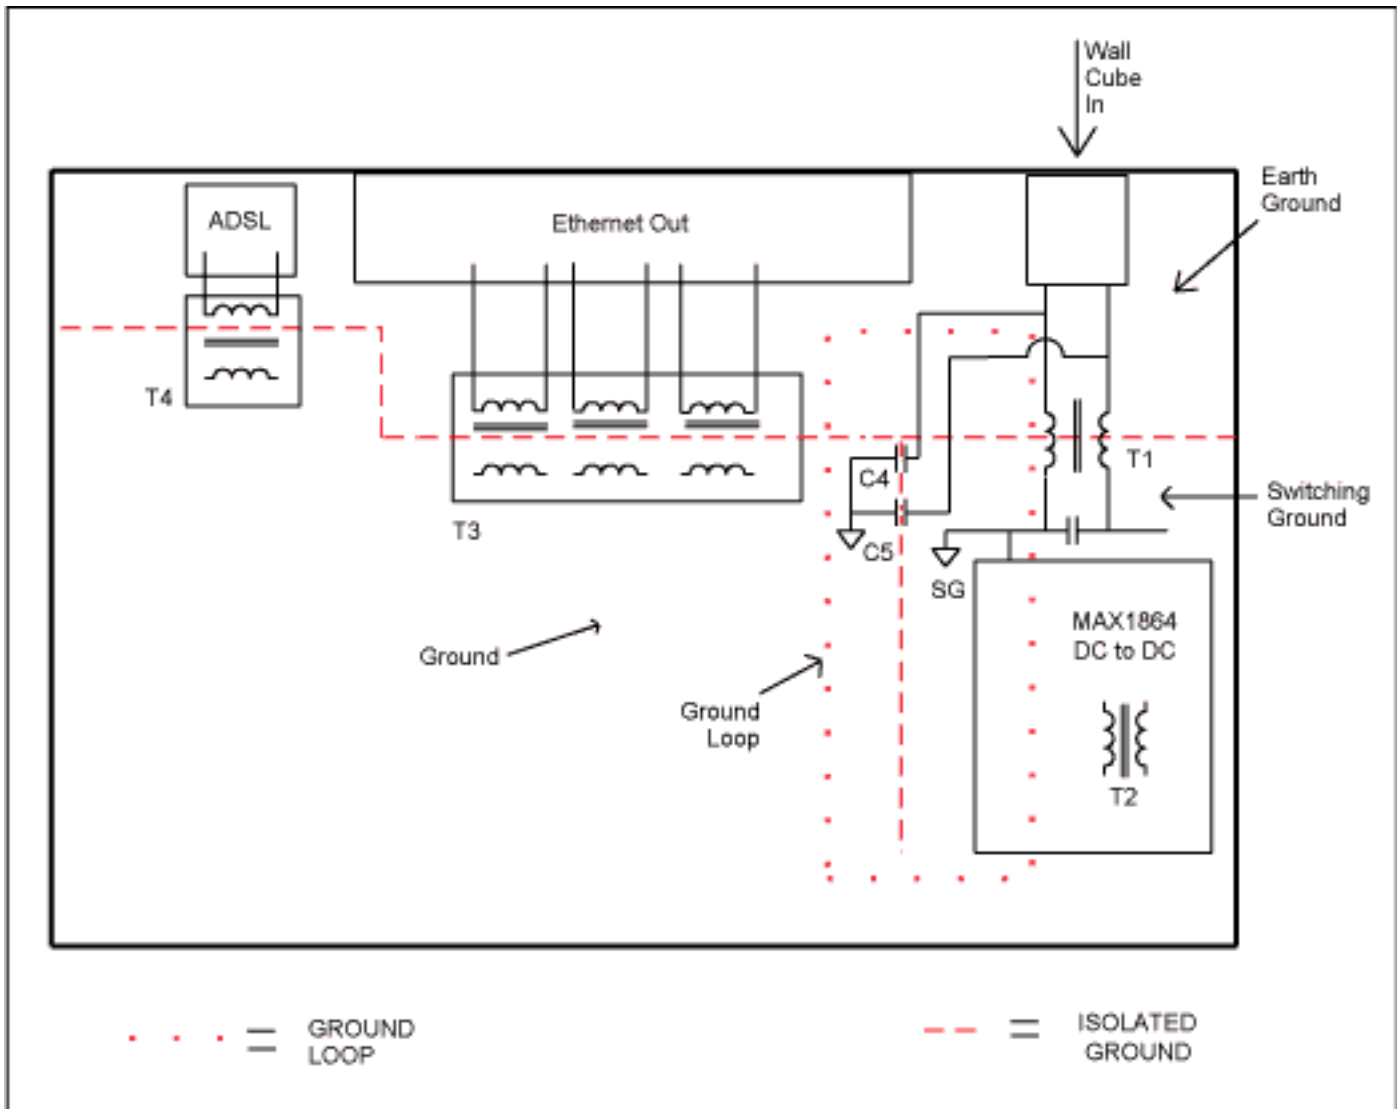 Wall
Cube
In
Earth
Ground
ADSL
Ethernet Out
T4
T3
C4
C5
T1
Switching
Ground
SG
MAX1864
DC to DC
T2
Ground
Ground
Loop
GROUND
LOOP
ISOLATED
GROUND